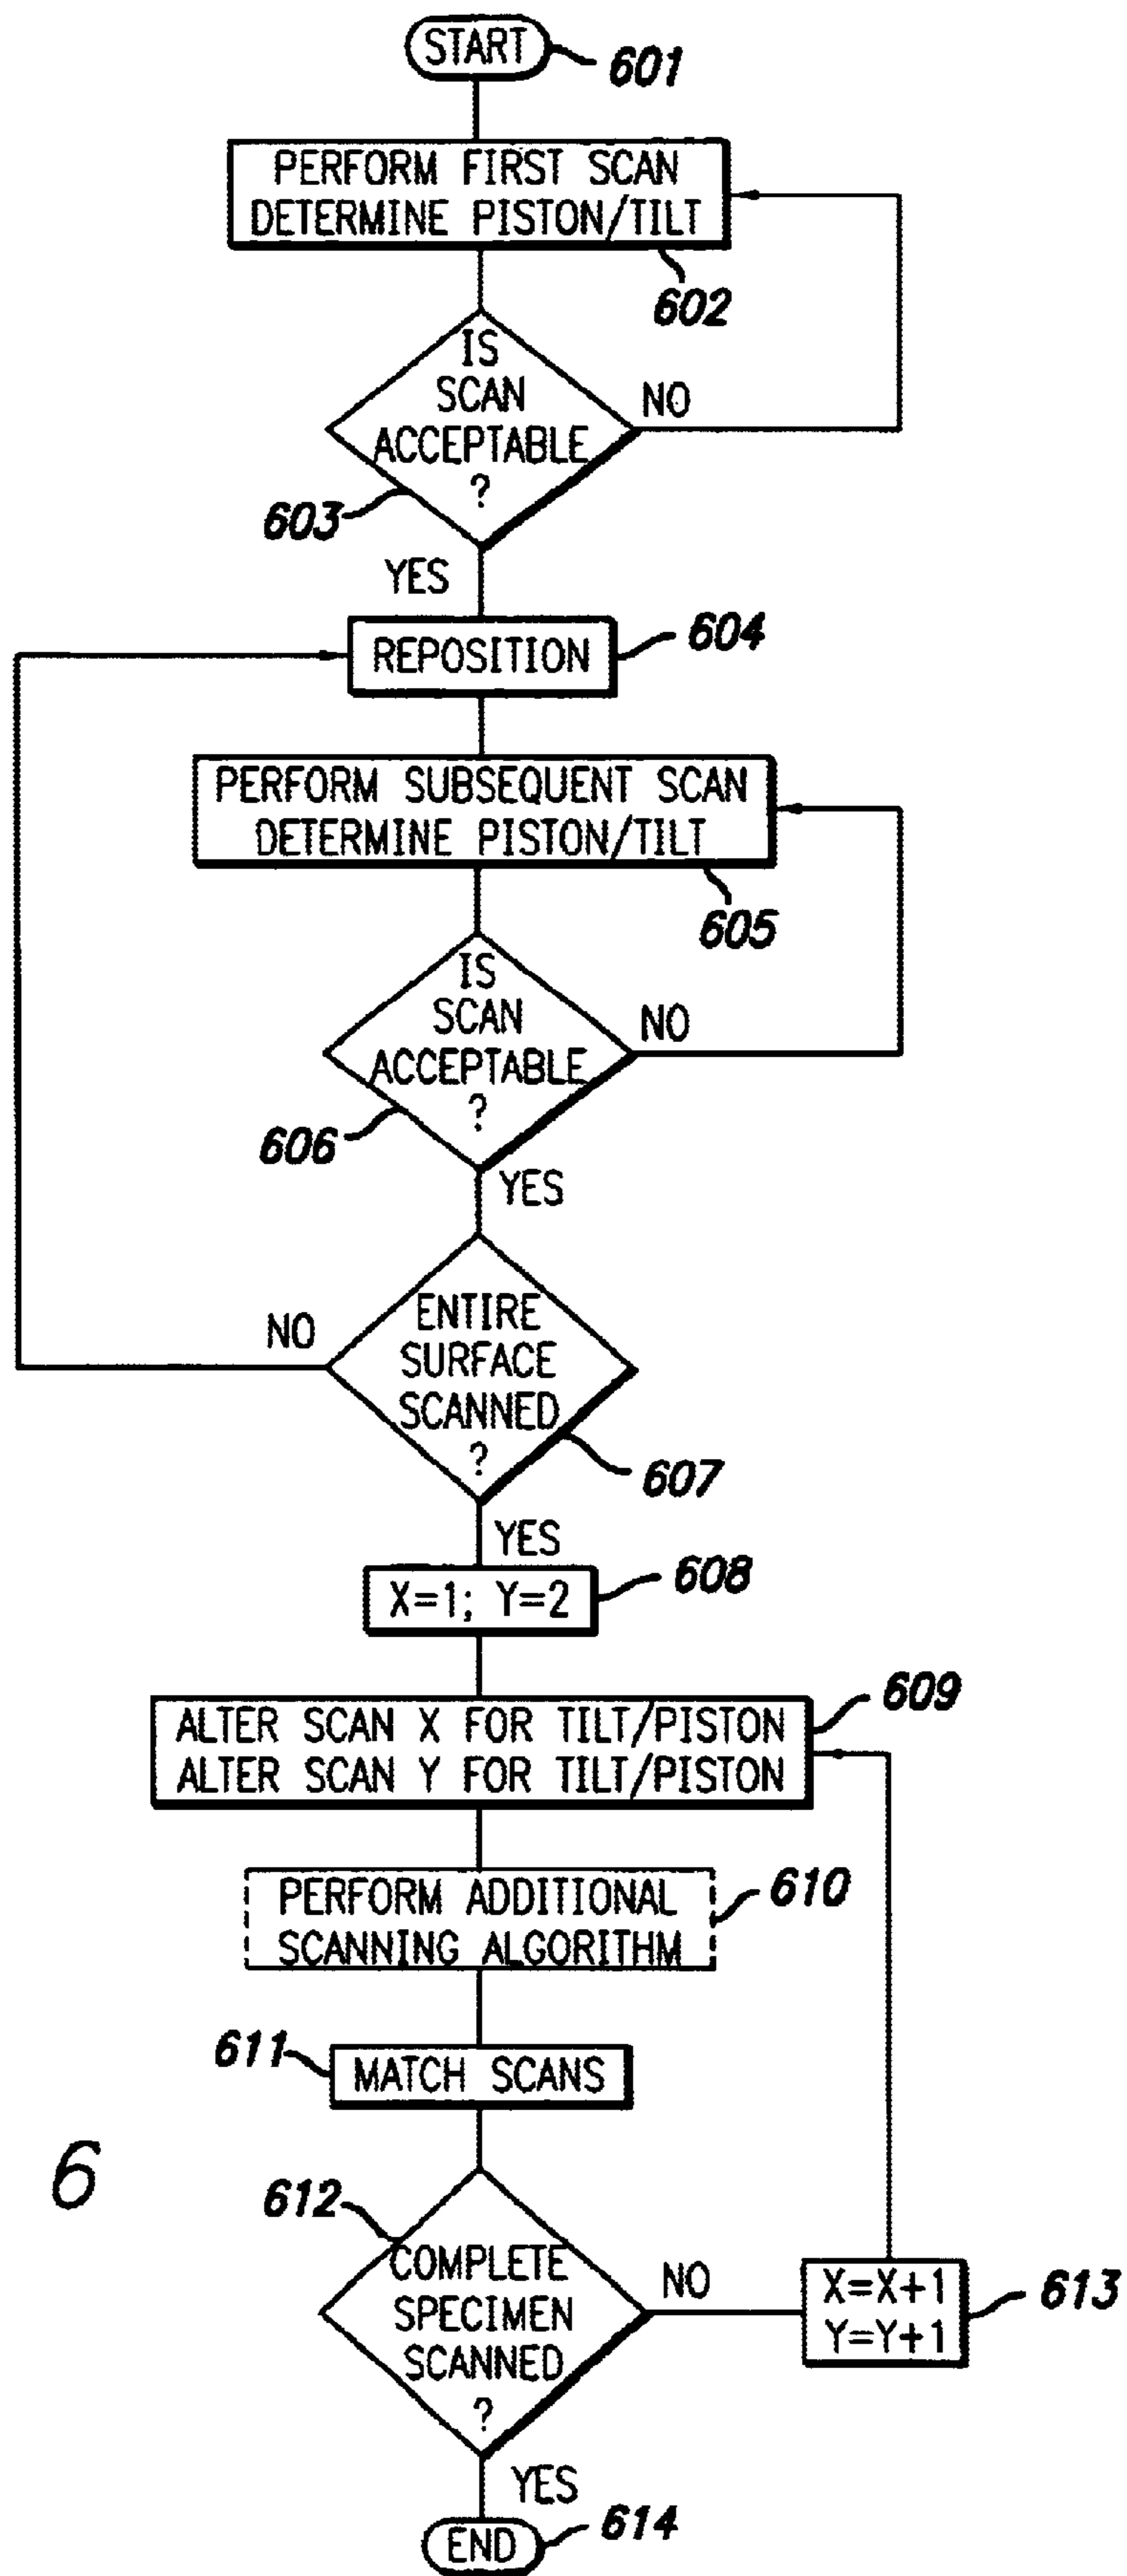 START
601
PERFORM FIRST SCAN
DETERMINE PISTON/TILT
602
IS
SCAN
ACCEPTABLE
?
NO
603
YES
REPOSITION
604
PERFORM SUBSEQUENT SCAN
DETERMINE PISTON/TILT
605
IS
SCAN
ACCEPTABLE
?
NO
606
YES
ENTIRE
SURFACE
SCANNED
?
NO
607
YES
X=1; Y=2
608
ALTER SCAN X FOR TILT/PISTON
ALTER SCAN Y FOR TILT/PISTON
609
PERFORM ADDITIONAL
SCANNING ALGORITHM
610
611
MATCH SCANS
6
612
COMPLETE
SPECIMEN
SCANNED
?
NO
X=X+1
Y=Y+1
613
YES
END
614